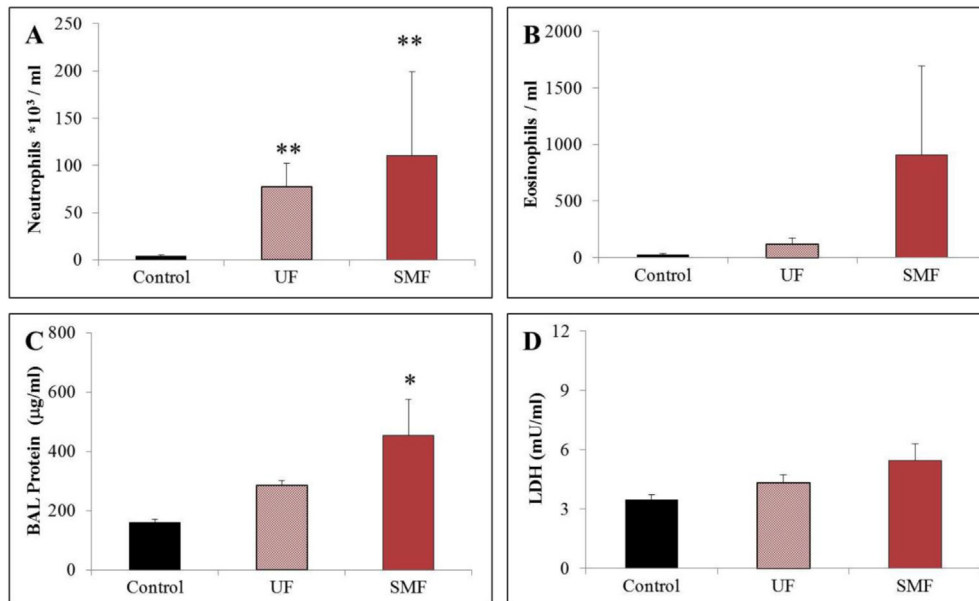 A
Neutrophils *10³ / ml
250
200
150
100
50
0
**
**
Control UF SMF
B
Eosinophils / ml
2000
1500
1000
500
0
Control UF SMF
C
BAL Protein (µg/ml)
800
600
400
200
0
*
Control UF SMF
D
LDH (mU/ml)
12
9
6
3
0
Control UF SMF